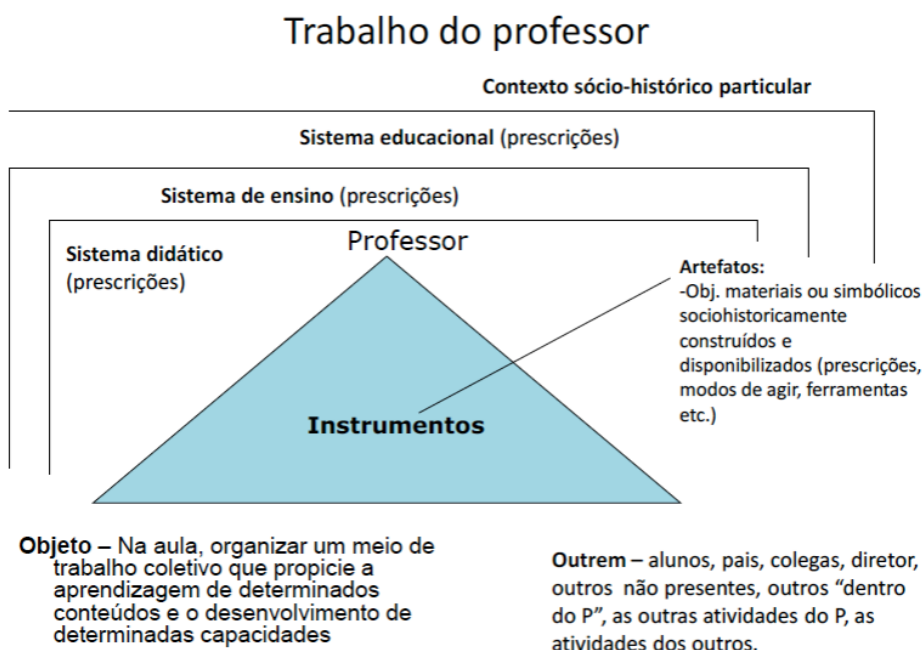 Trabalho do professor
Contexto sócio-histórico particular
Sistema educacional (prescrições)
Sistema de ensino (prescrições)
Sistema didático
(prescrições)
Professor
Artefatos:
-Obj. materiais ou simbólicos
sociohistoricamente
construídos e
disponibilizados (prescrições,
modos de agir, ferramentas
etc.)
Instrumentos
Objeto – Na aula, organizar um meio de
trabalho coletivo que propicie a
aprendizagem de determinados
conteúdos e o desenvolvimento de
determinadas capacidades
Outrem – alunos, pais, colegas, diretor,
outros não presentes, outros “dentro
do P”, as outras atividades do P, as
atividades dos outros.